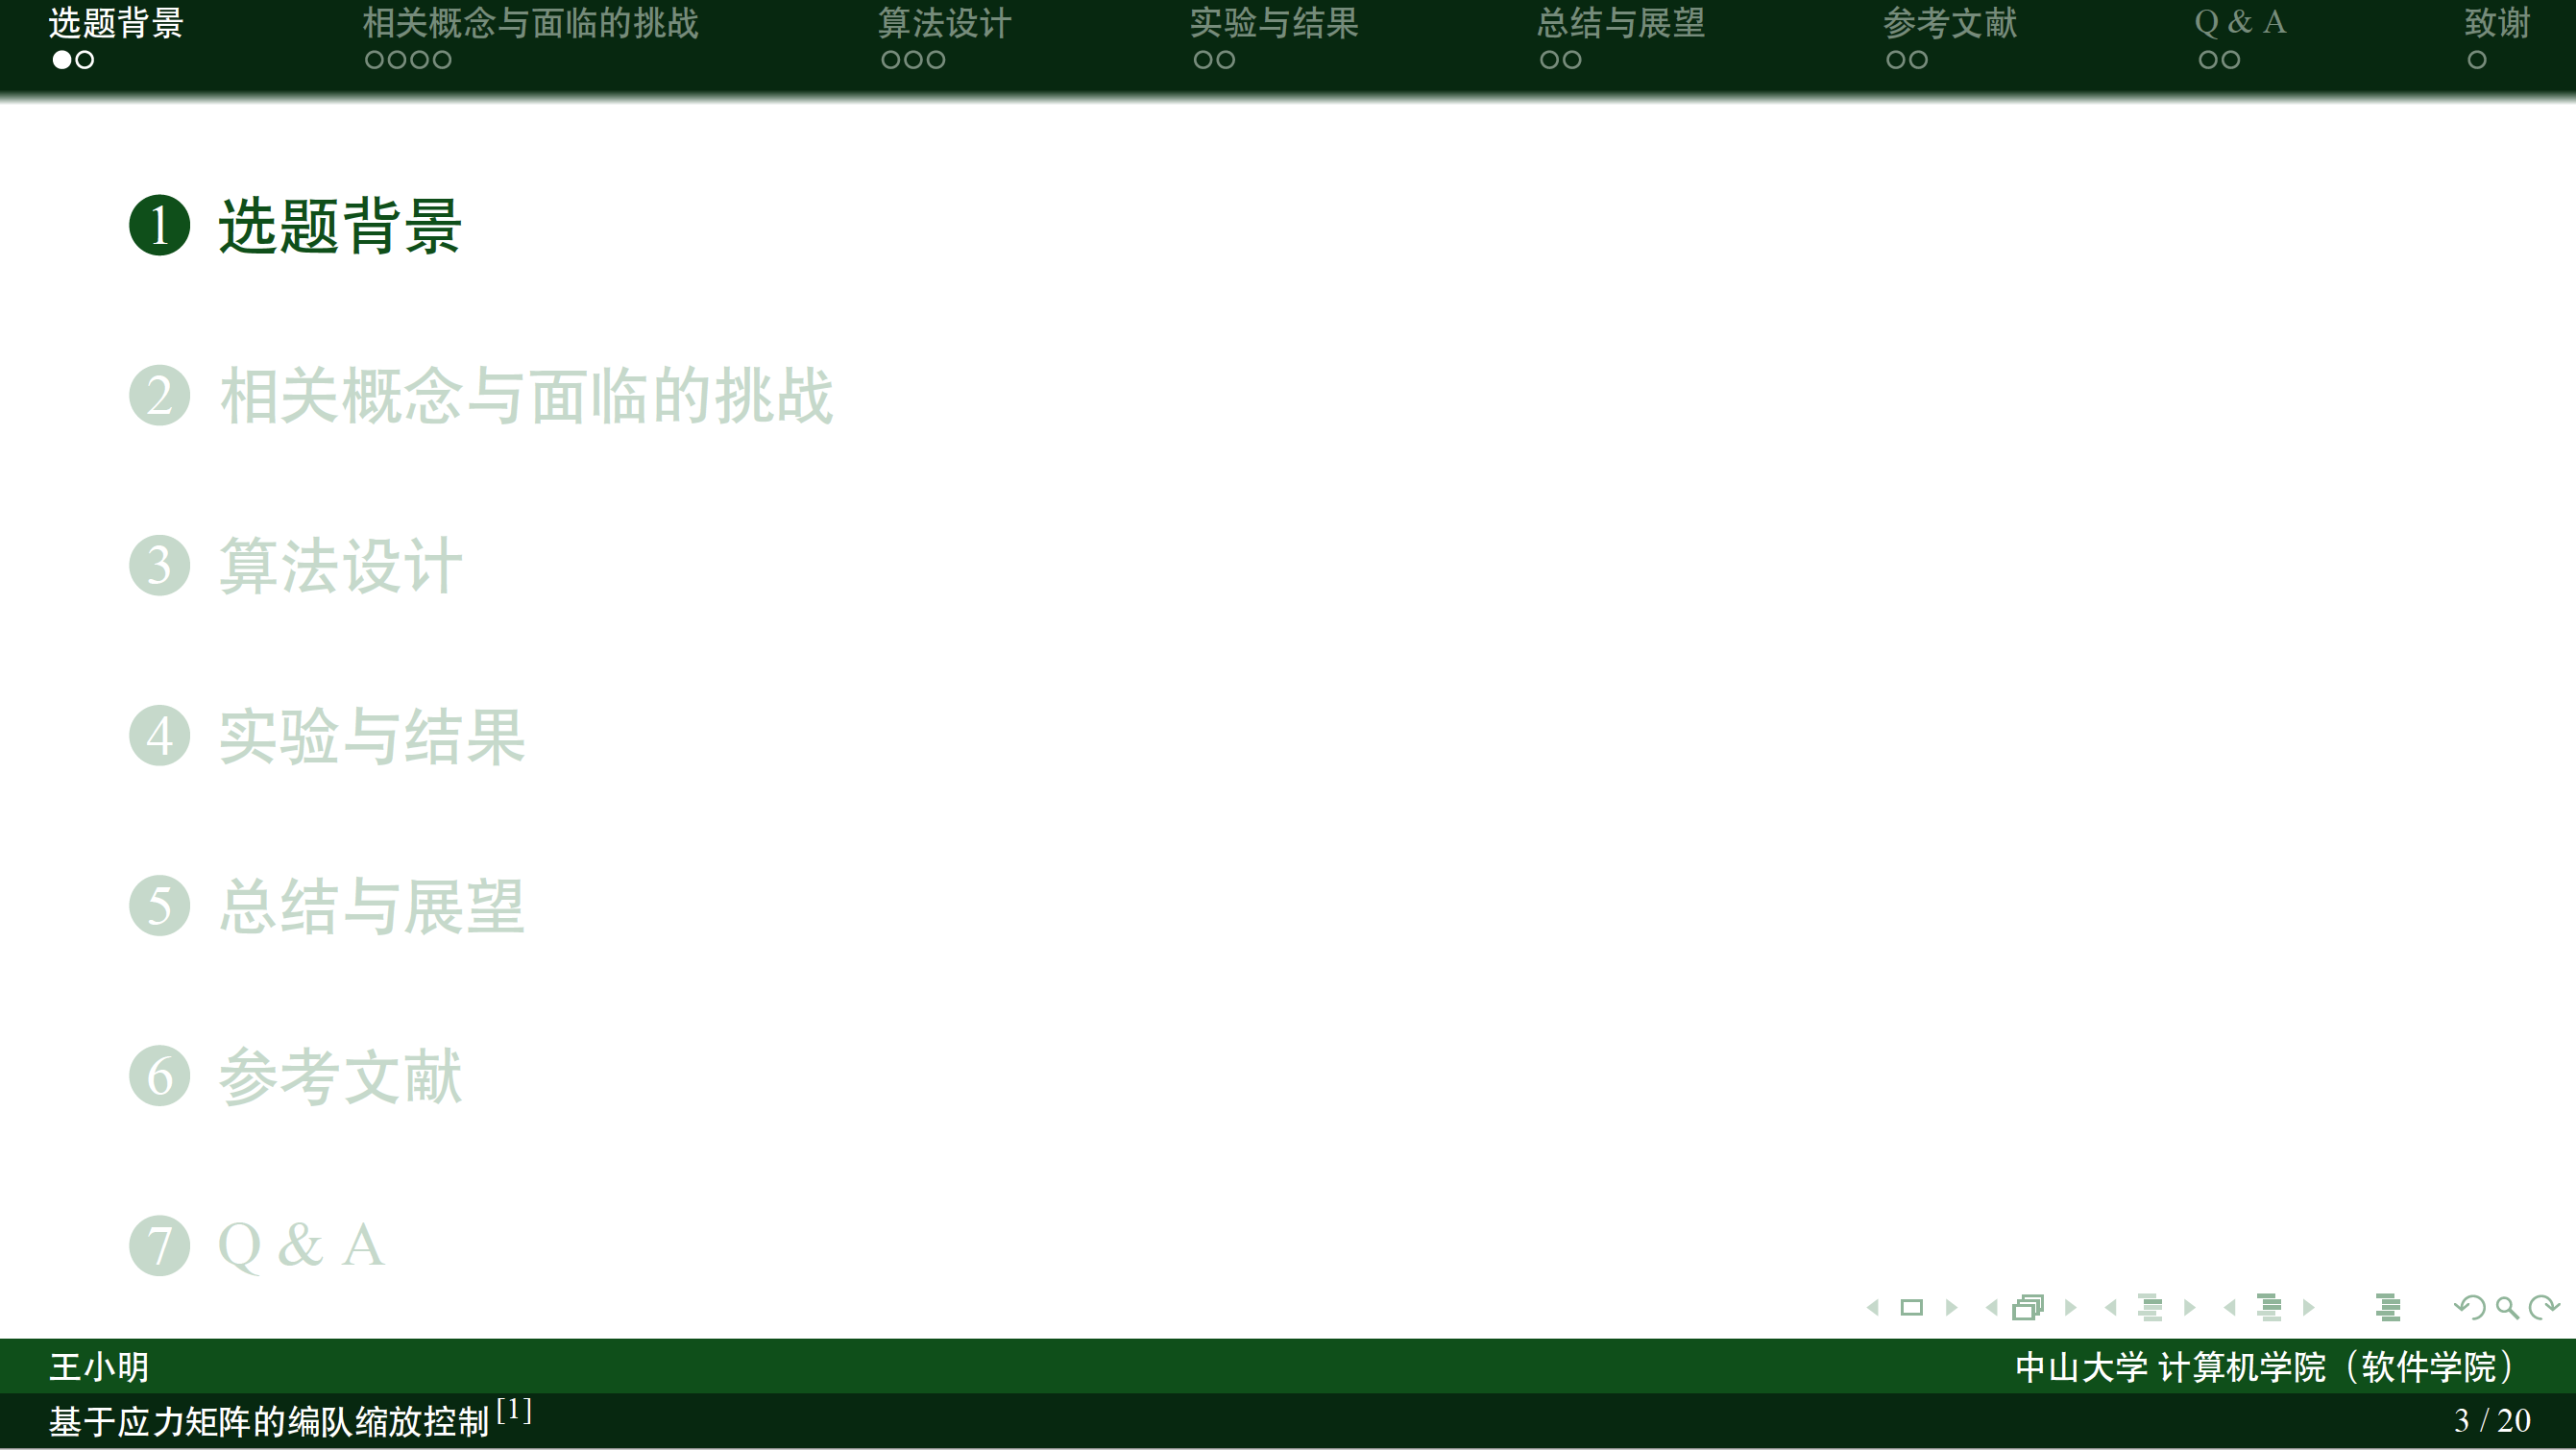 选题背景 相关概念与面临的挑战 算法设计 实验与结果 总结与展望 参考文献 Q & A 致谢
1 选题背景
2 相关概念与面临的挑战
3 算法设计
4 实验与结果
5 总结与展望
6 参考文献
7 Q & A
王小明 中山大学 计算机学院（软件学院）
基于应力矩阵的编队缩放控制[1] 3 / 20